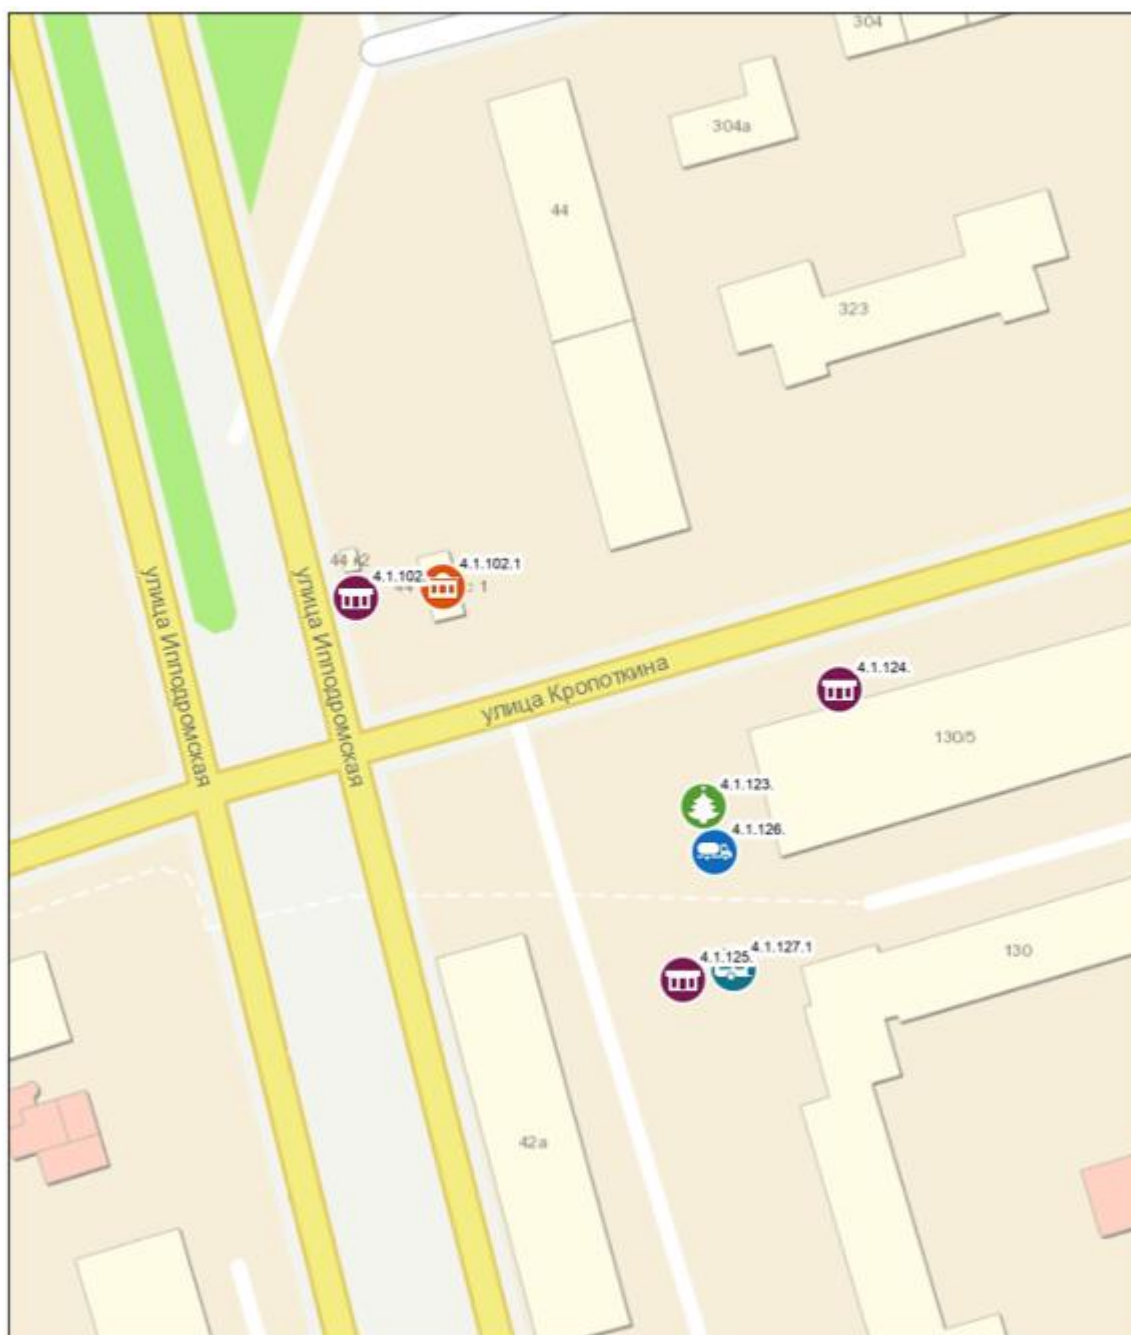 304
304а
44
323
44 к2
4.1.102.
4.1.102.1
44
с 1
улица Ипподромская
улица Ипподромская
улица Кропоткина
4.1.124.
130/5
4.1.123.
4.1.126.
4.1.125.
4.1.127.1
130
42а